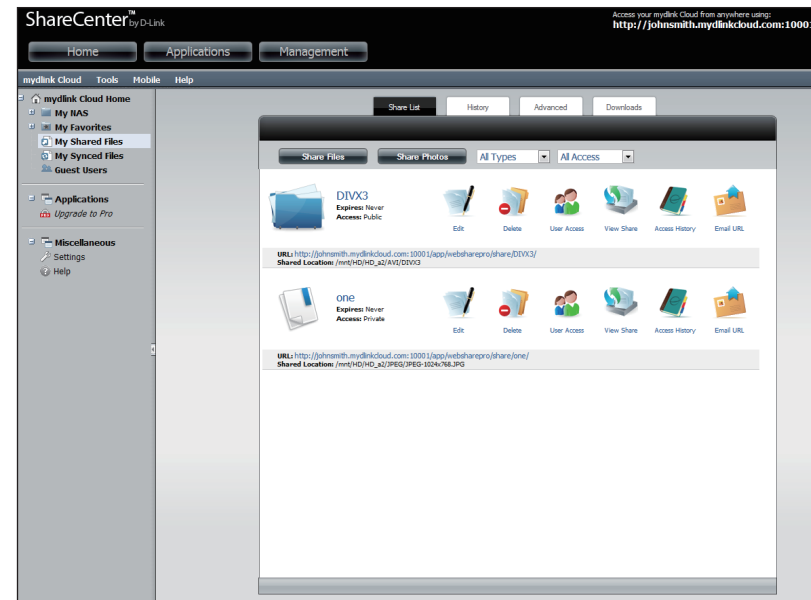 ShareCenter™ by D-Link
Access your mydlink Cloud from anywhere using:
http://johnsmith.mydlinkcloud.com:10001
Home Applications Management
mydlink Cloud Tools Mobile Help
mydlink Cloud Home
My NAS
My Favorites
My Shared Files
My Synced Files
Guest Users
Applications
Upgrade to Pro
Miscellaneous
Settings
Help
Share List History Advanced Downloads
Share Files Share Photos All Types All Access
DIVX3
Expires: Never
Access: Public
Edit Delete User Access View Share Access History Email URL
URL: http://johnsmith.mydlinkcloud.com:10001/app/websharepro/share/DIVX3/
Shared Location: /mnt/HD/HD_a2/AVI/DIVX3
one
Expires: Never
Access: Private
Edit Delete User Access View Share Access History Email URL
URL: http://johnsmith.mydlinkcloud.com:10001/app/websharepro/share/one/
Shared Location: /mnt/HD/HD_a2/JPEG/JPEG-1024x768.JPG